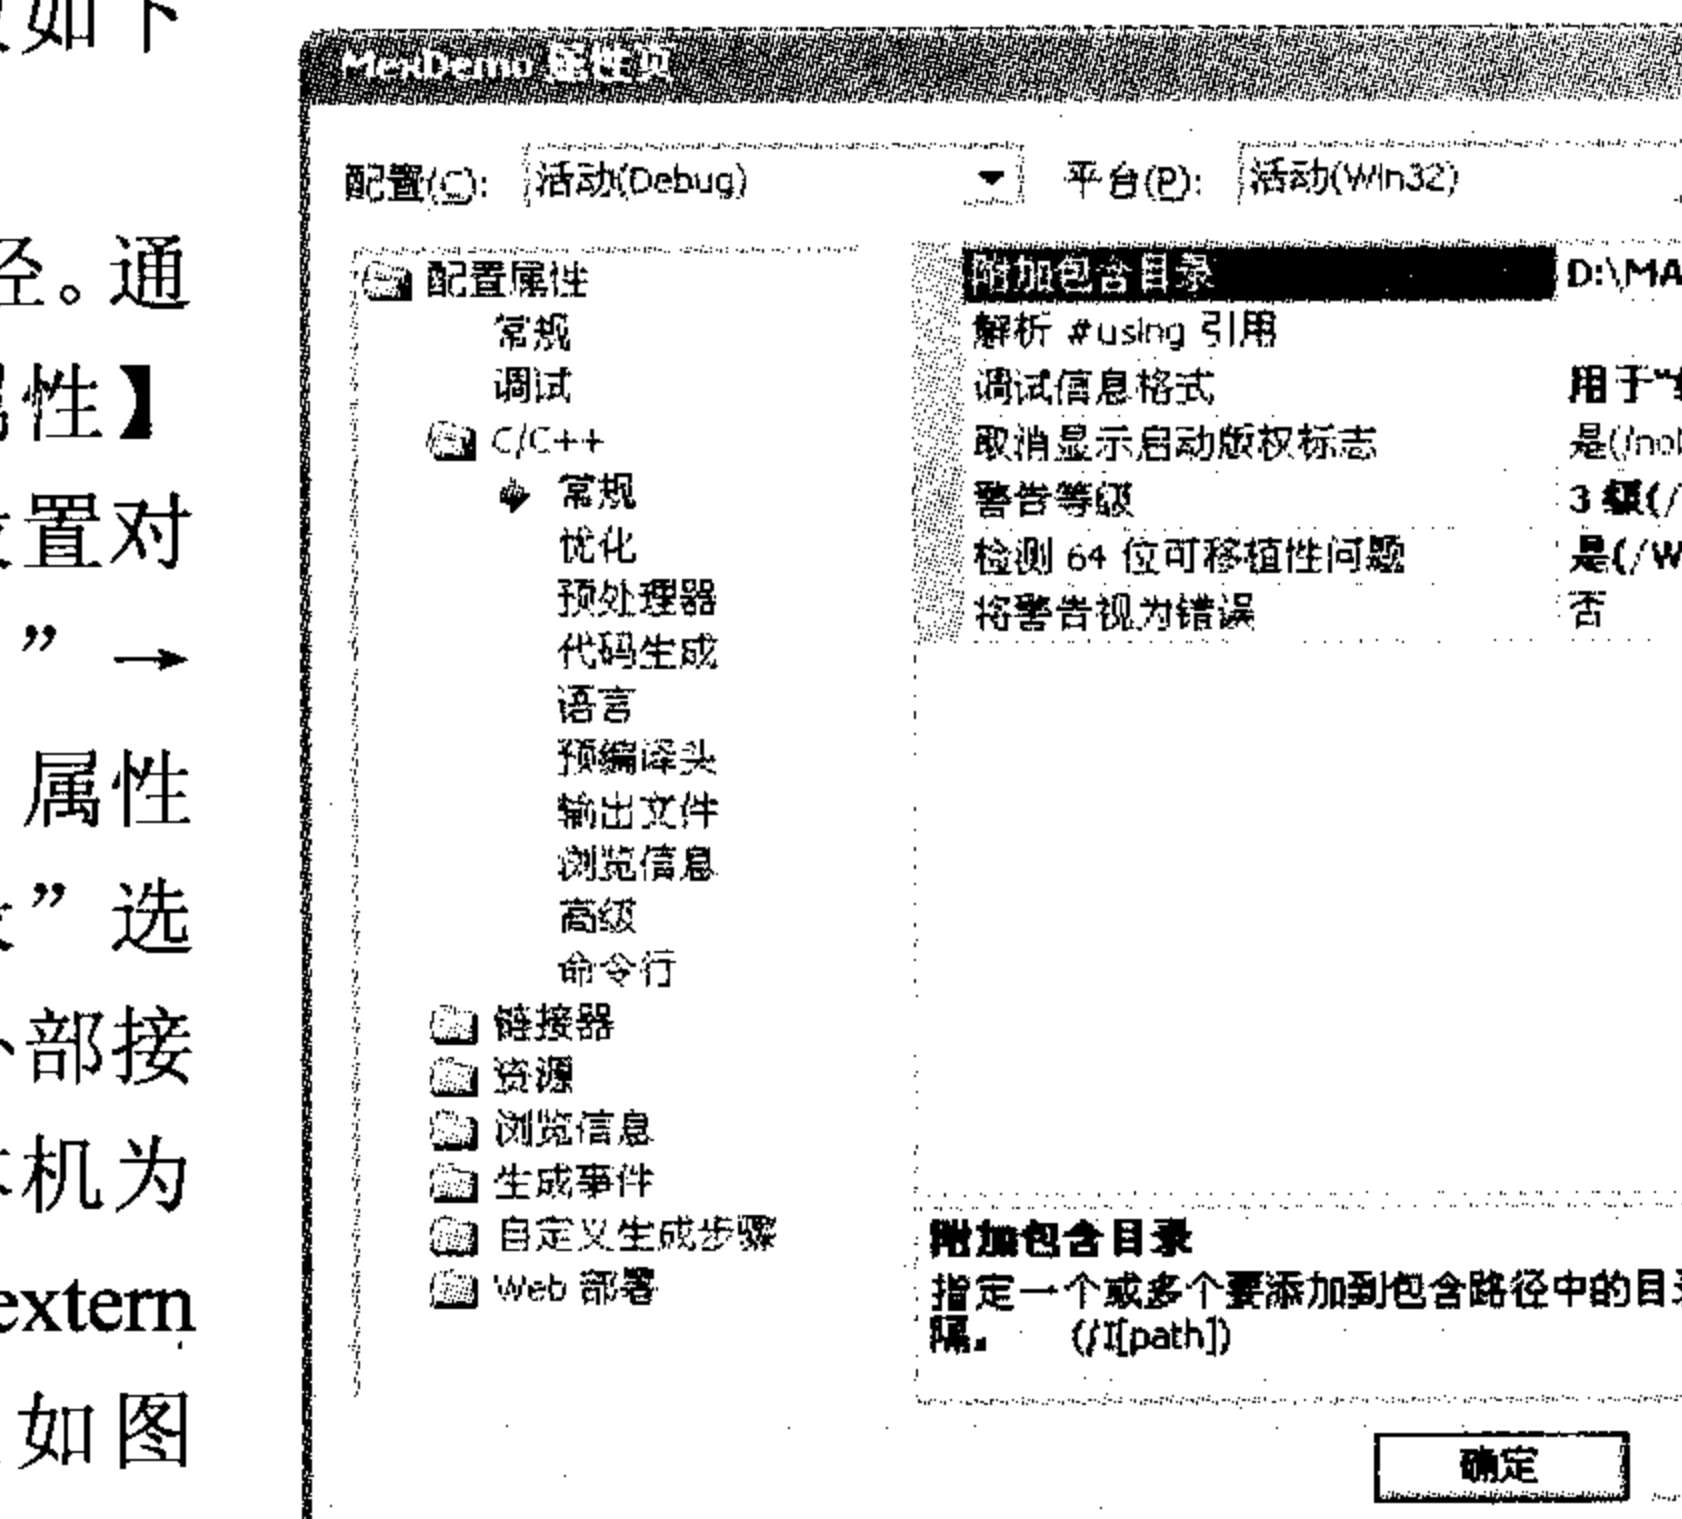 如下
径。通
属性】
设置对
” →
属性
” 选
外部接
本机为
extern
如图
MexDemo 属性页
配置(C): 活动(Debug) 平台(P): 活动(Win32)
配置属性
常规
调试
C/C++
常规
优化
预处理器
代码生成
语言
预编译头
输出文件
浏览信息
高级
命令行
链接器
资源
浏览信息
生成事件
自定义生成步骤
Web 部署
附加包含目录 D:\MA
解析 #using 引用
调试信息格式 用于“
取消显示启动版权标志 是(/nol
警告等级 3 级(/
检测 64 位可移植性问题 是(/W
将警告视为错误 否
附加包含目录
指定一个或多个要添加到包含路径中的目录
隔。 (/I[path])
确定